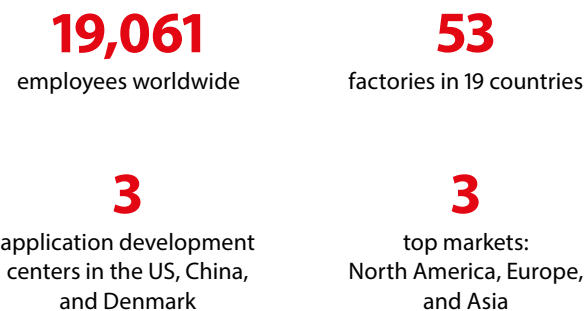 19,061
employees worldwide
53
factories in 19 countries
3
application development
centers in the US, China,
and Denmark
3
top markets:
North America, Europe,
and Asia